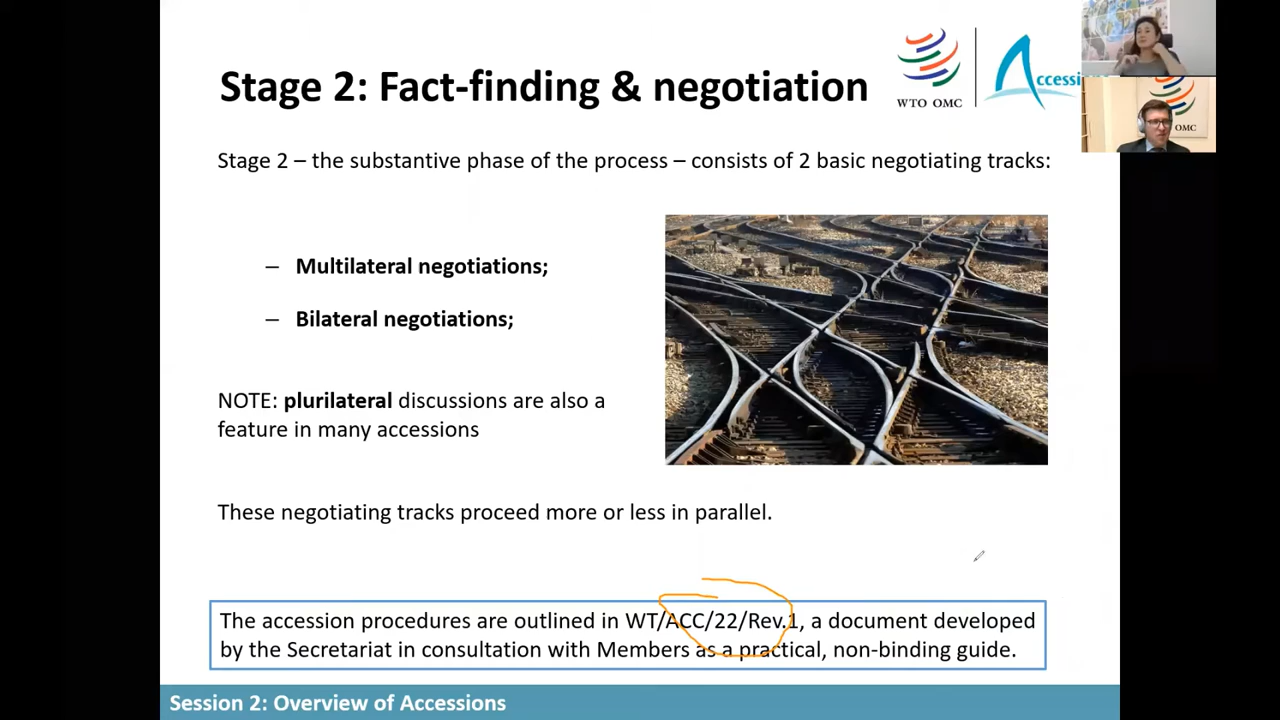 Stage 2: Fact-finding & negotiation
WTO OMC
Accessi
OMC
Stage 2 – the substantive phase of the process – consists of 2 basic negotiating tracks:
– Multilateral negotiations;
– Bilateral negotiations;
NOTE: plurilateral discussions are also a
feature in many accessions
These negotiating tracks proceed more or less in parallel.
The accession procedures are outlined in WT/ACC/22/Rev.1, a document developed
by the Secretariat in consultation with Members as a practical, non-binding guide.
Session 2: Overview of Accessions